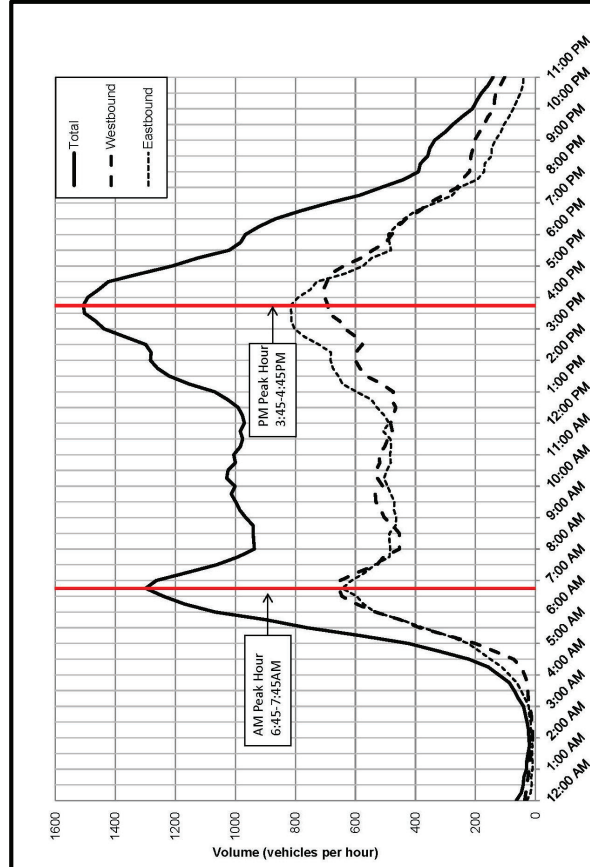 Total
Westbound
Eastbound
1600
1400
1200
1000
800
600
400
200
0
Volume (vehicles per hour)
AM Peak Hour
6:45-7:45AM
PM Peak Hour
3:45-4:45PM
12:00 AM
1:00 AM
2:00 AM
3:00 AM
4:00 AM
5:00 AM
6:00 AM
7:00 AM
8:00 AM
9:00 AM
10:00 AM
11:00 AM
12:00 PM
1:00 PM
2:00 PM
3:00 PM
4:00 PM
5:00 PM
6:00 PM
7:00 PM
8:00 PM
9:00 PM
10:00 PM
11:00 PM